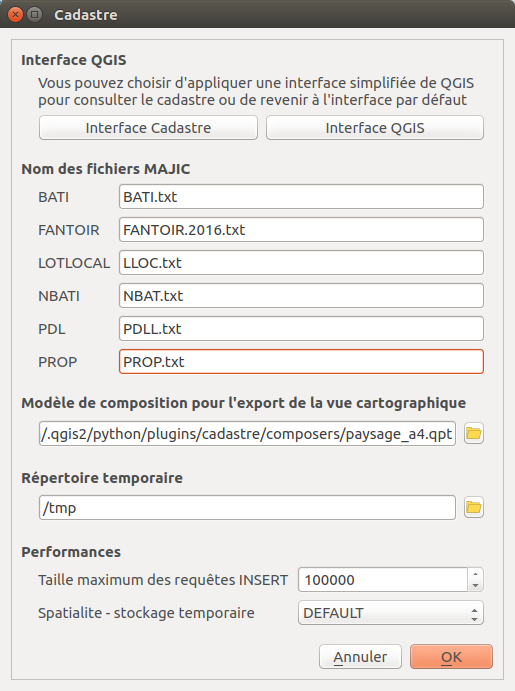 Cadastre
Interface QGIS
Vous pouvez choisir d'appliquer une interface simplifiée de QGIS
pour consulter le cadastre ou de revenir à l'interface par défaut
Interface Cadastre Interface QGIS
Nom des fichiers MAJIC
BATI BATI.txt
FANTOIR FANTOIR.2016.txt
LOTLOCAL LLOC.txt
NBATI NBAT.txt
PDL PDLL.txt
PROP PROP.txt
Modèle de composition pour l'export de la vue cartographique
/.qgis2/python/plugins/cadastre/composers/paysage_a4.qpt
Répertoire temporaire
/tmp
Performances
Taille maximum des requêtes INSERT 100000
Spatialite - stockage temporaire DEFAULT
Annuler OK